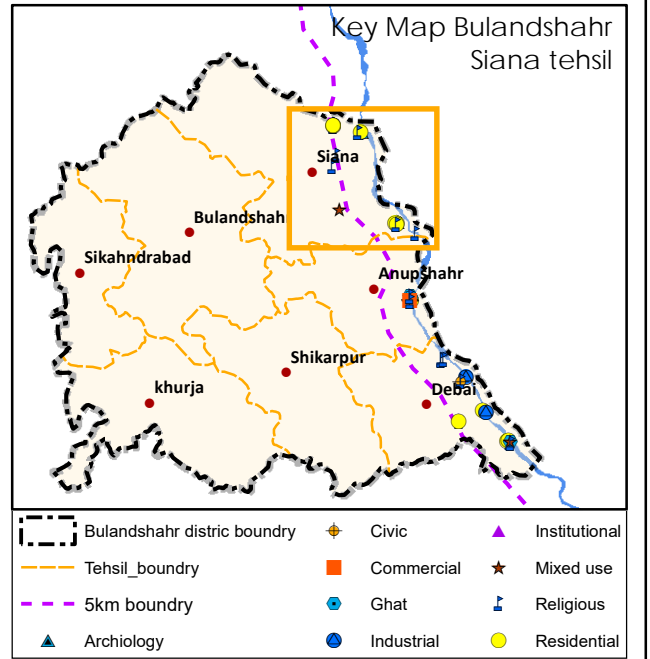 Key Map Bulandshahr
Siana tehsil
Siana
Bulandshah
Sikahndrabad
Anupshahr
Shikarpur
khurja
Debai
Bulandshahr distric boundry
Civic
Institutional
Tehsil_boundry
Commercial
Mixed use
5km boundry
Ghat
Religious
Archiology
Industrial
Residential